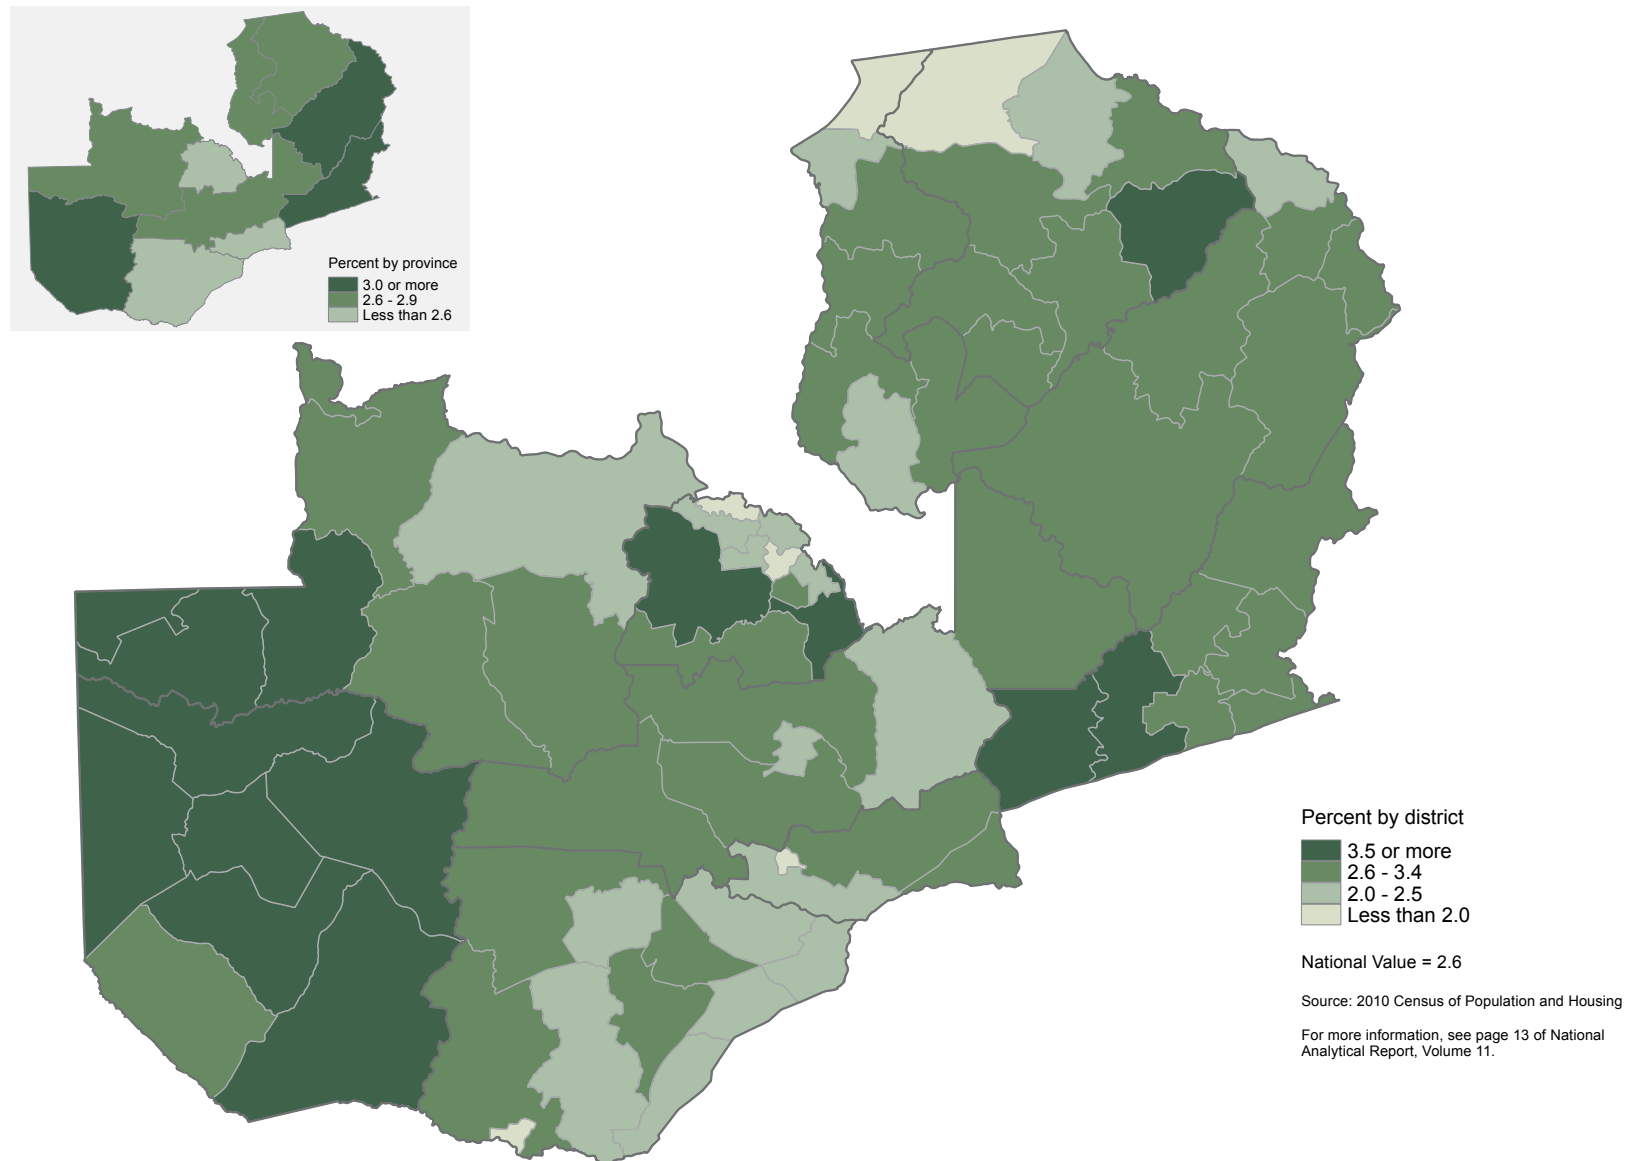 Percent by province
3.0 or more
2.6 - 2.9
Less than 2.6
Percent by district
3.5 or more
2.6 - 3.4
2.0 - 2.5
Less than 2.0
National Value = 2.6
Source: 2010 Census of Population and Housing
For more information, see page 13 of National
Analytical Report, Volume 11.